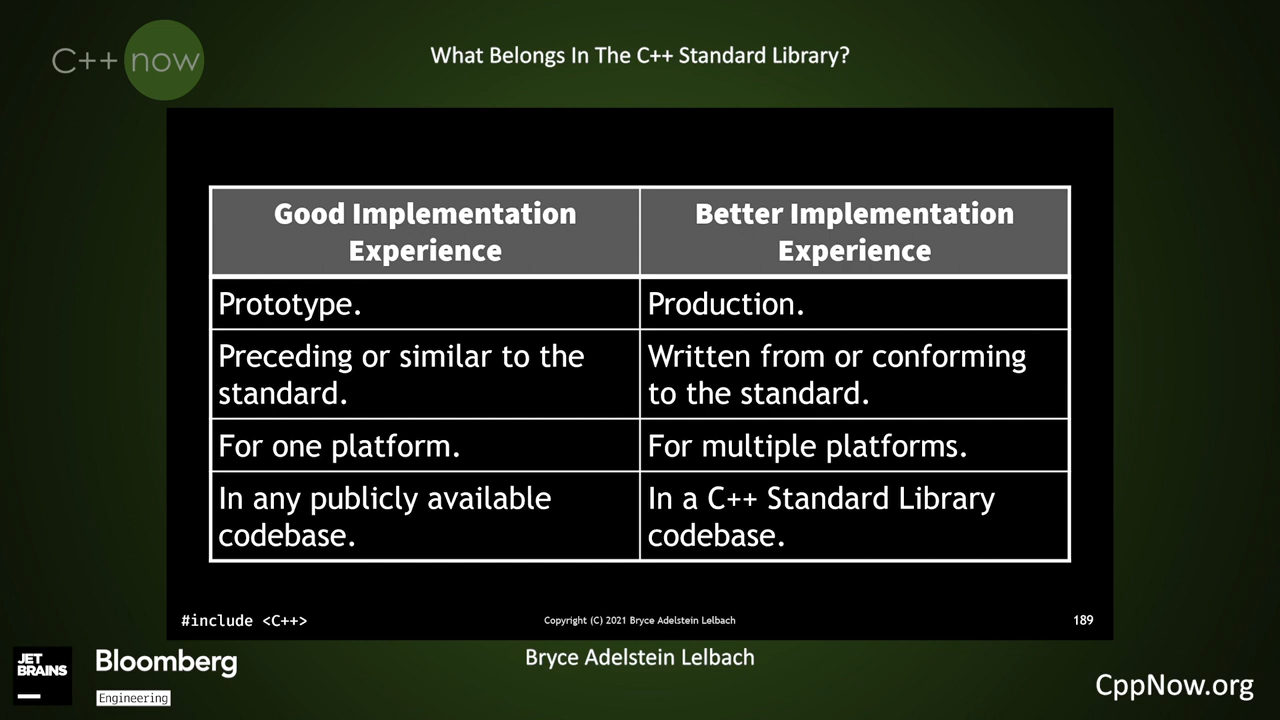 C++ now
What Belongs In The C++ Standard Library?
Good Implementation
Experience
Better Implementation
Experience
Prototype.
Production.
Preceding or similar to the
standard.
Written from or conforming
to the standard.
For one platform.
For multiple platforms.
In any publicly available
codebase.
In a C++ Standard Library
codebase.
#include <C++>
Copyright (C) 2021 Bryce Adelstein Lelbach
189
JET
BRAINS
Bloomberg
Engineering
Bryce Adelstein Lelbach
CppNow.org